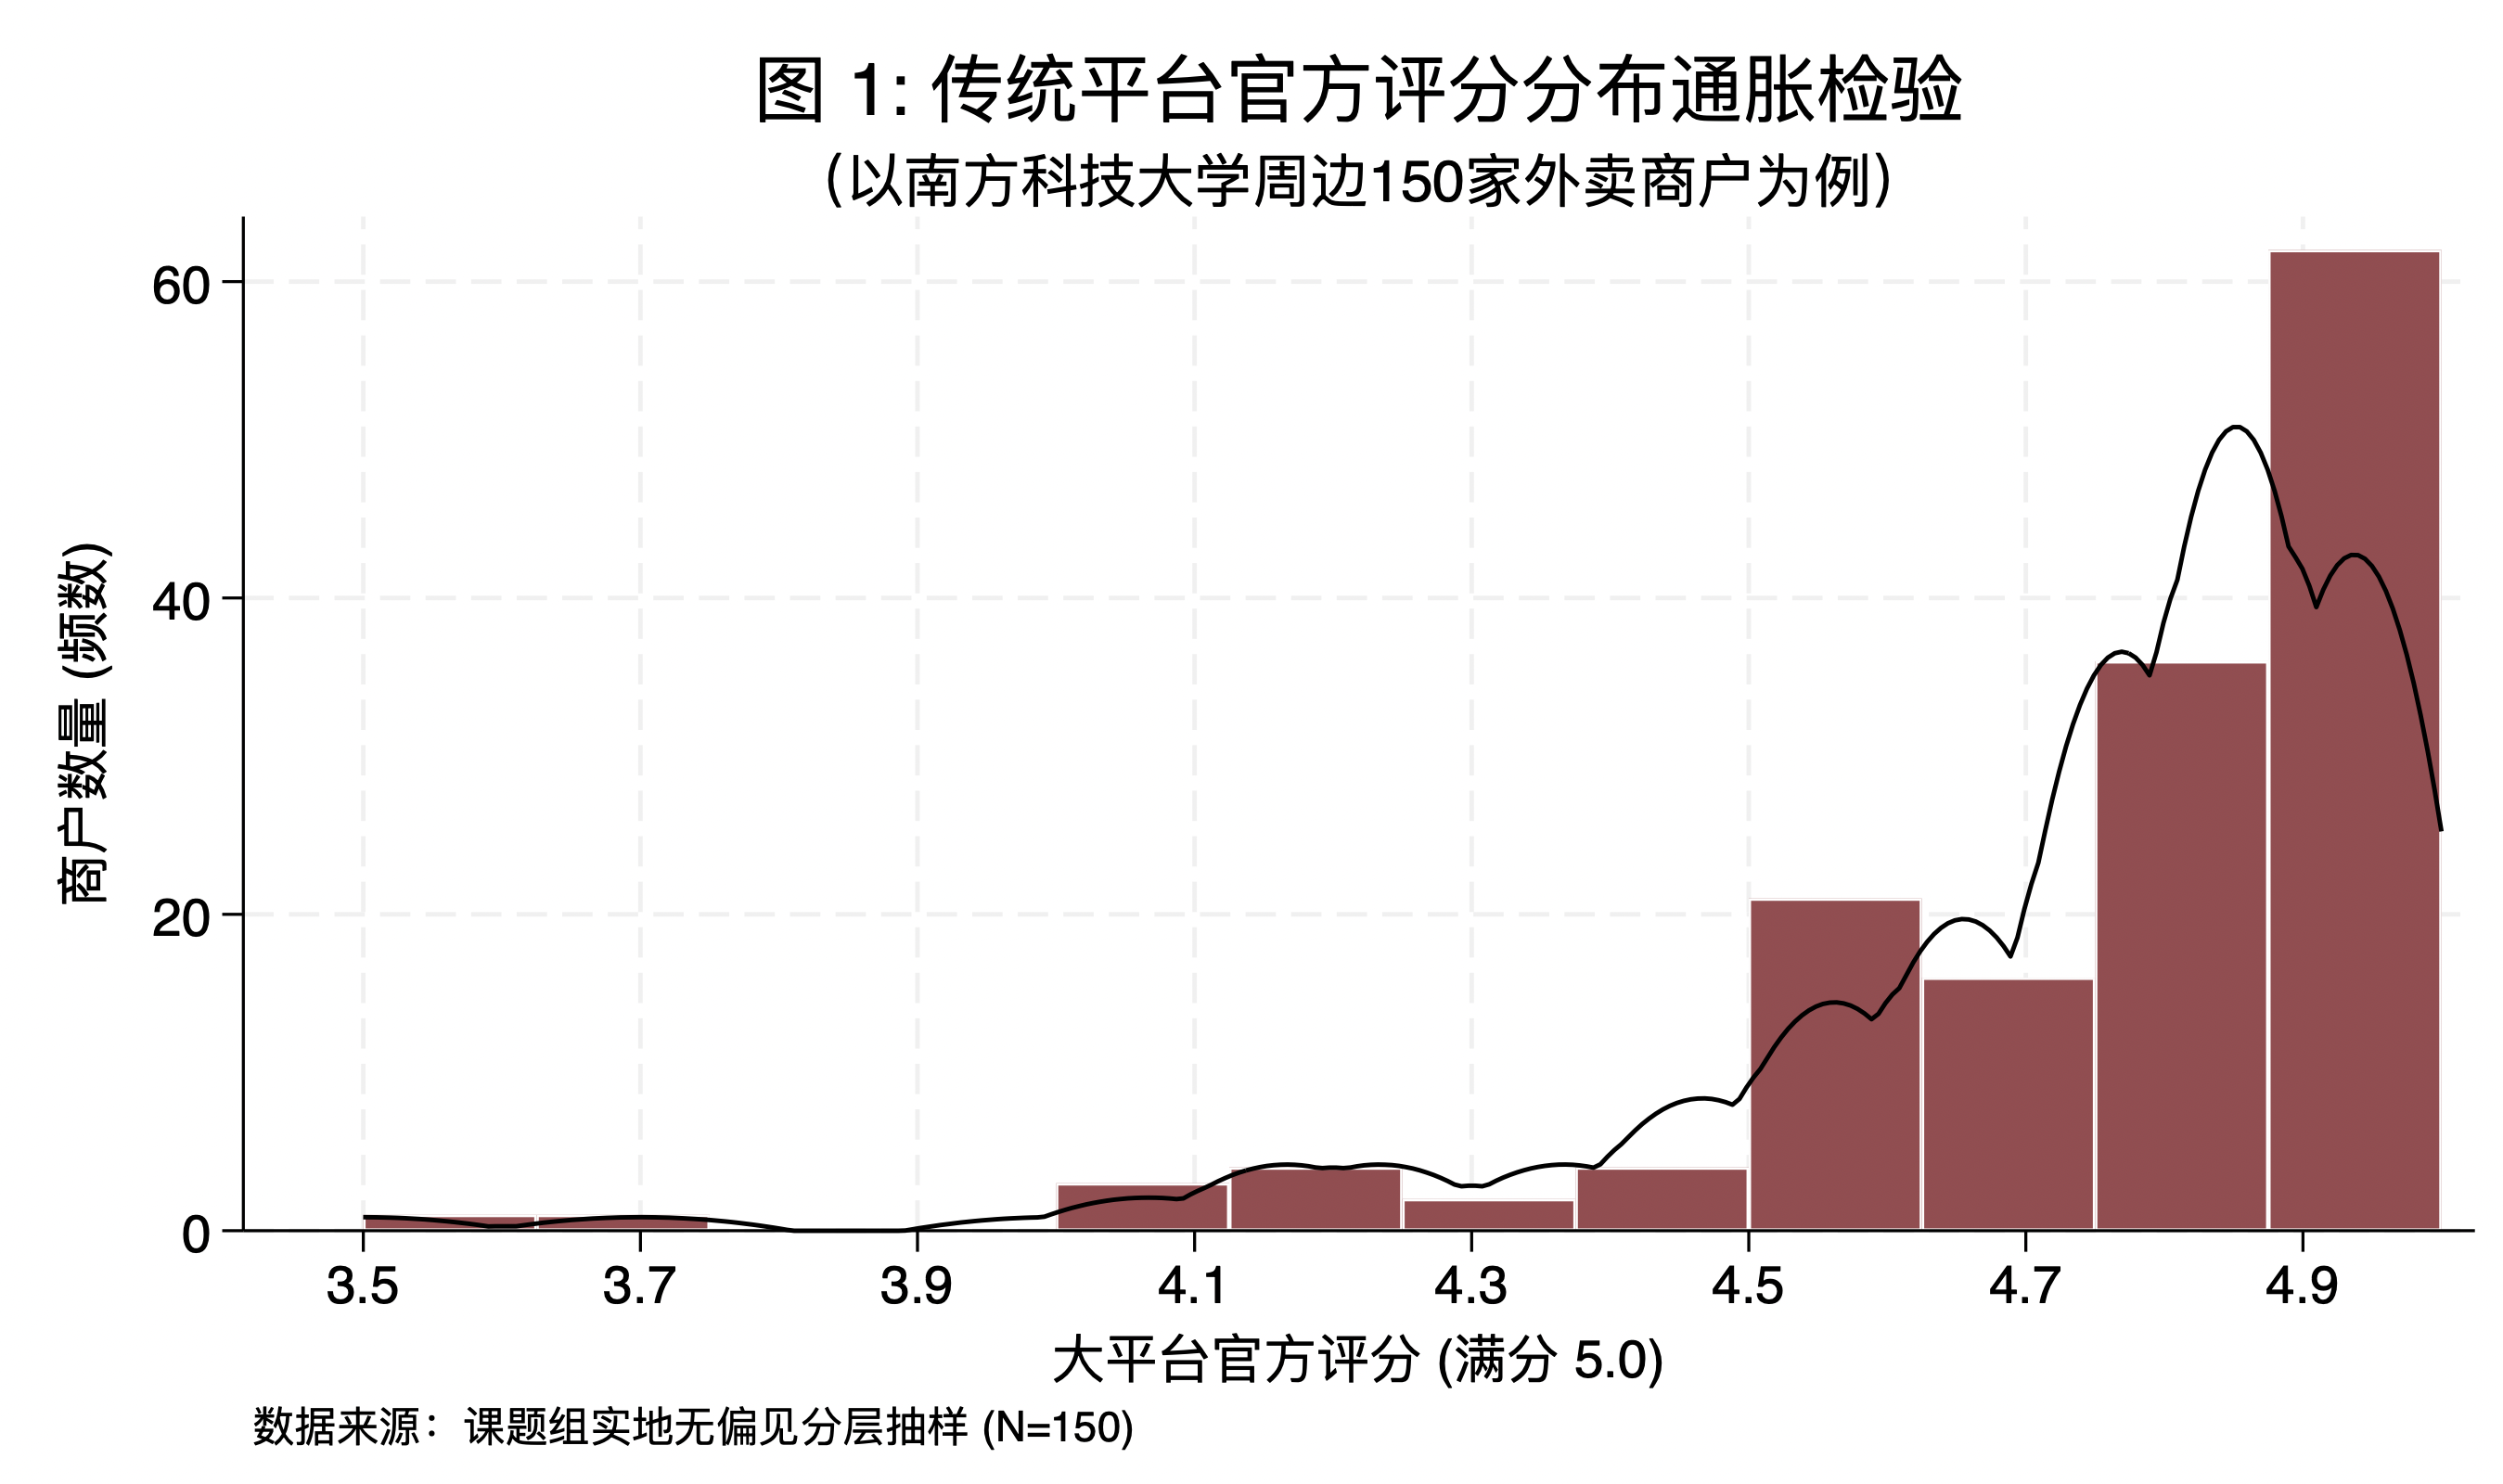 图 1: 传统平台官方评分分布通胀检验
(以南方科技大学周边150家外卖商户为例)
商户数量 (频数)
60
40
20
0
3.5 3.7 3.9 4.1 4.3 4.5 4.7 4.9
大平台官方评分 (满分 5.0)
数据来源：课题组实地无偏见分层抽样 (N=150)